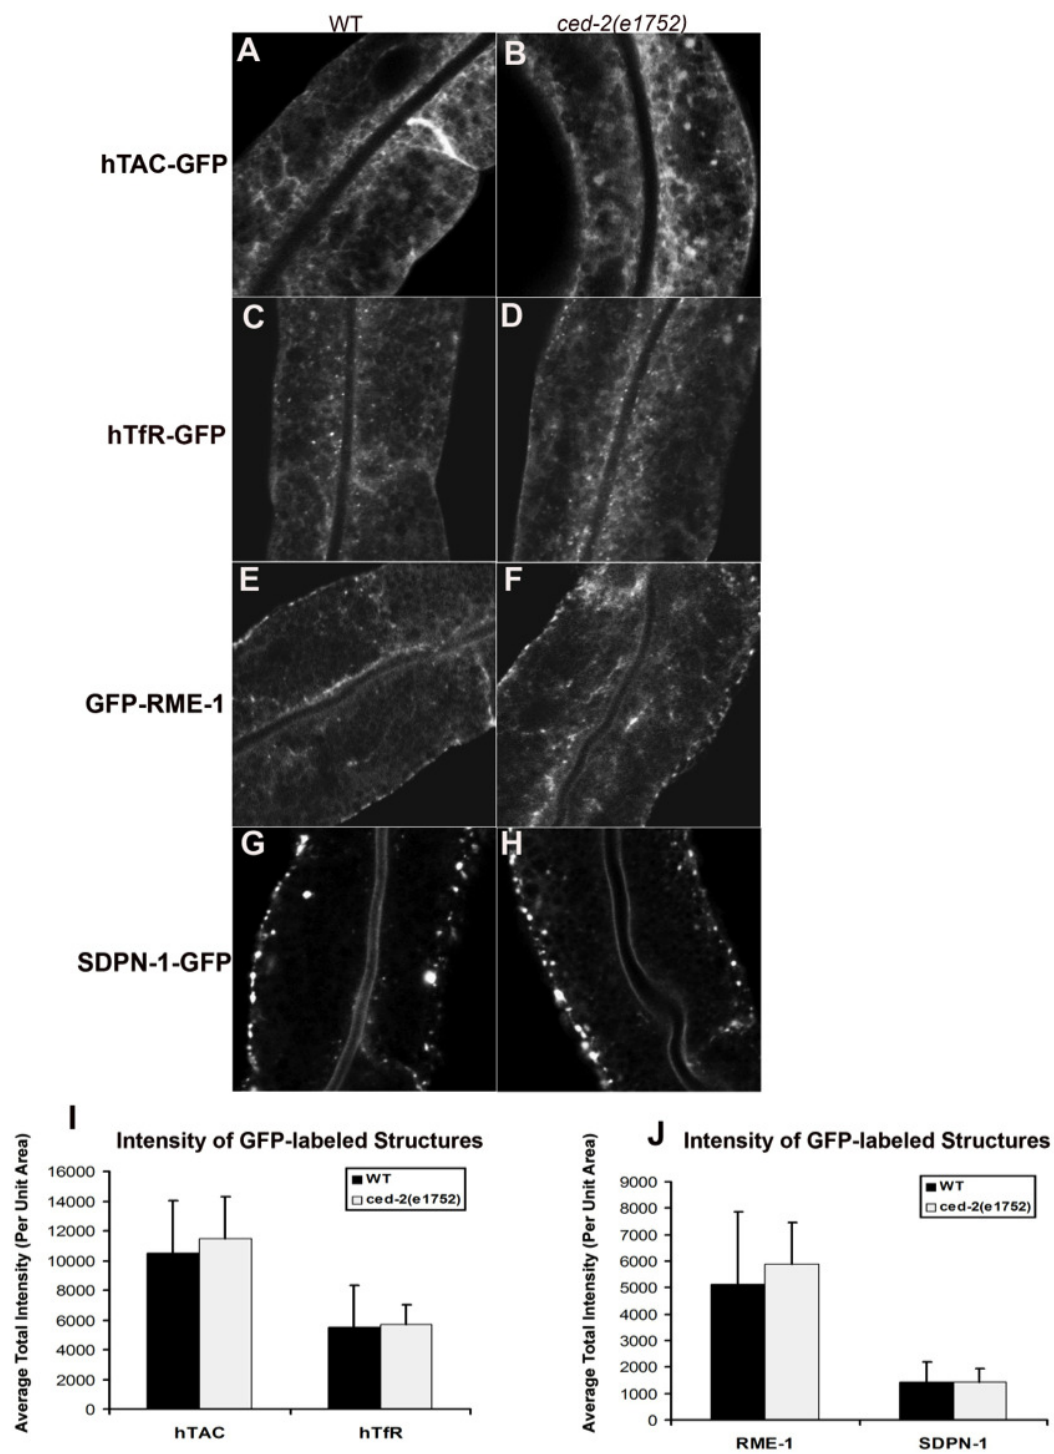 WT ced-2(e1752)
A B
hTAC-GFP
C D
hTfR-GFP
E F
GFP-RME-1
G H
SDPN-1-GFP
I
Intensity of GFP-labeled Structures
Average Total Intensity (Per Unit Area)
16000
14000
12000
10000
8000
6000
4000
2000
0
WT
ced-2(e1752)
hTAC hTfR
J Intensity of GFP-labeled Structures
Average Total Intensity (Per Unit Area)
9000
8000
7000
6000
5000
4000
3000
2000
1000
0
WT
ced-2(e1752)
RME-1 SDPN-1